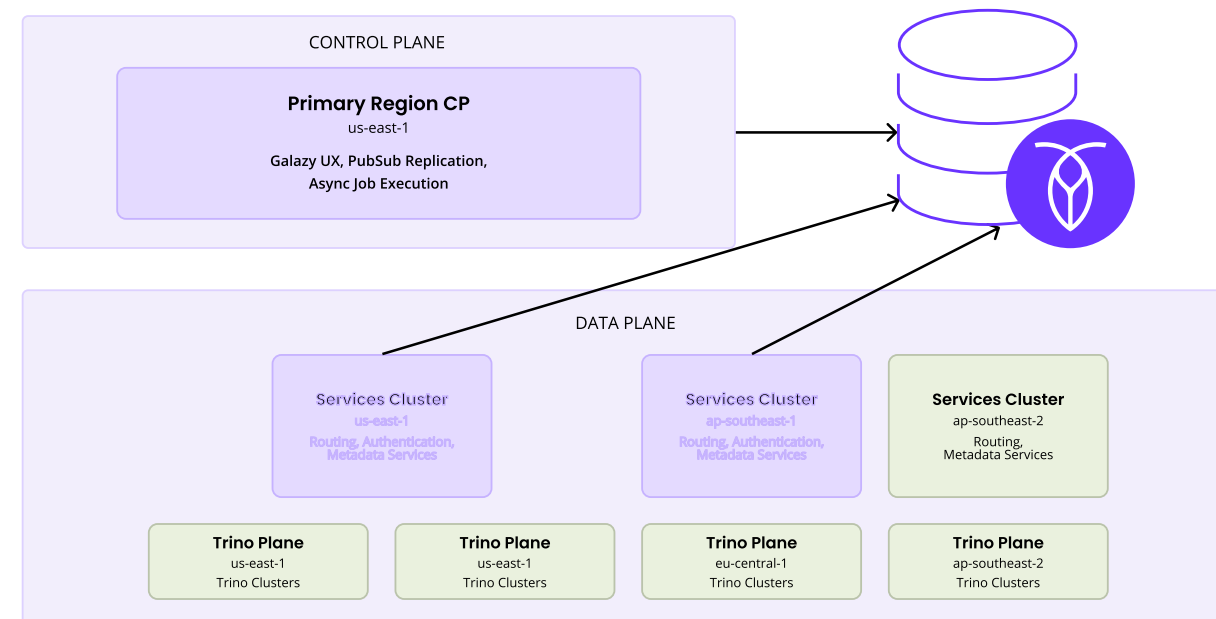 CONTROL PLANE
Primary Region CP
us-east-1
Galazy UX, PubSub Replication,
Async Job Execution
DATA PLANE
Services Cluster
us-east-1
Routing, Authentication,
Metadata Services
Services Cluster
ap-southeast-1
Routing, Authentication,
Metadata Services
Services Cluster
ap-southeast-2
Routing,
Metadata Services
Trino Plane
us-east-1
Trino Clusters
Trino Plane
us-east-1
Trino Clusters
Trino Plane
eu-central-1
Trino Clusters
Trino Plane
ap-southeast-2
Trino Clusters